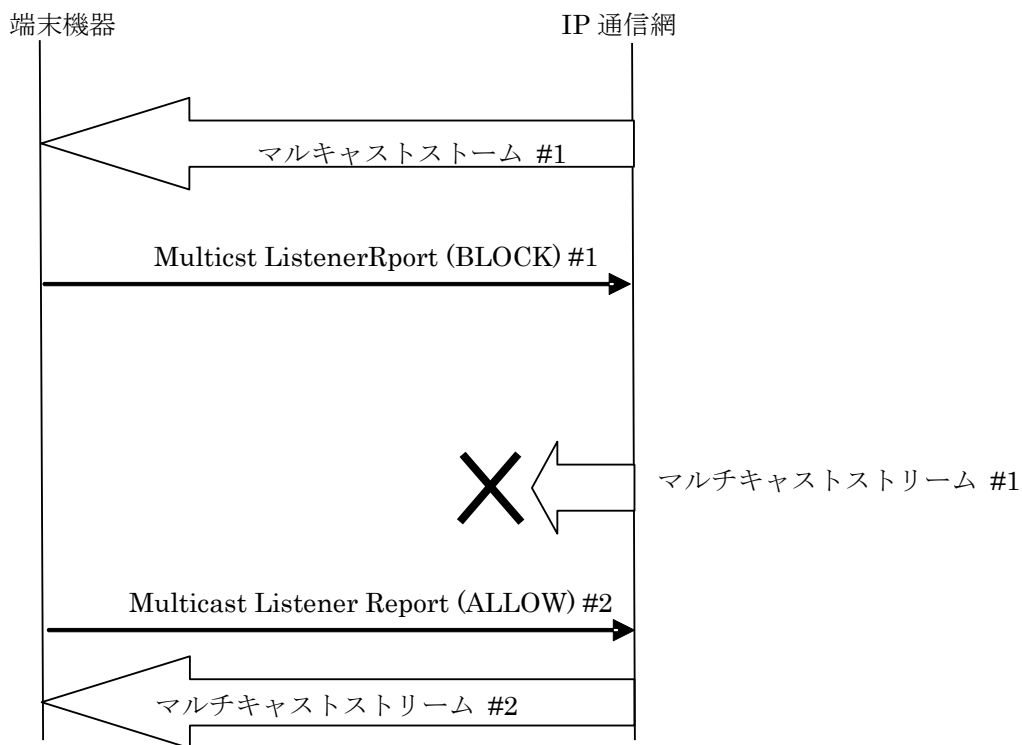 端末機器
IP 通信網
マルキャストストーム #1
Multicst ListenerRport (BLOCK) #1
マルチキャストストリーム #1
Multicast Listener Report (ALLOW) #2
マルチキャストストリーム #2